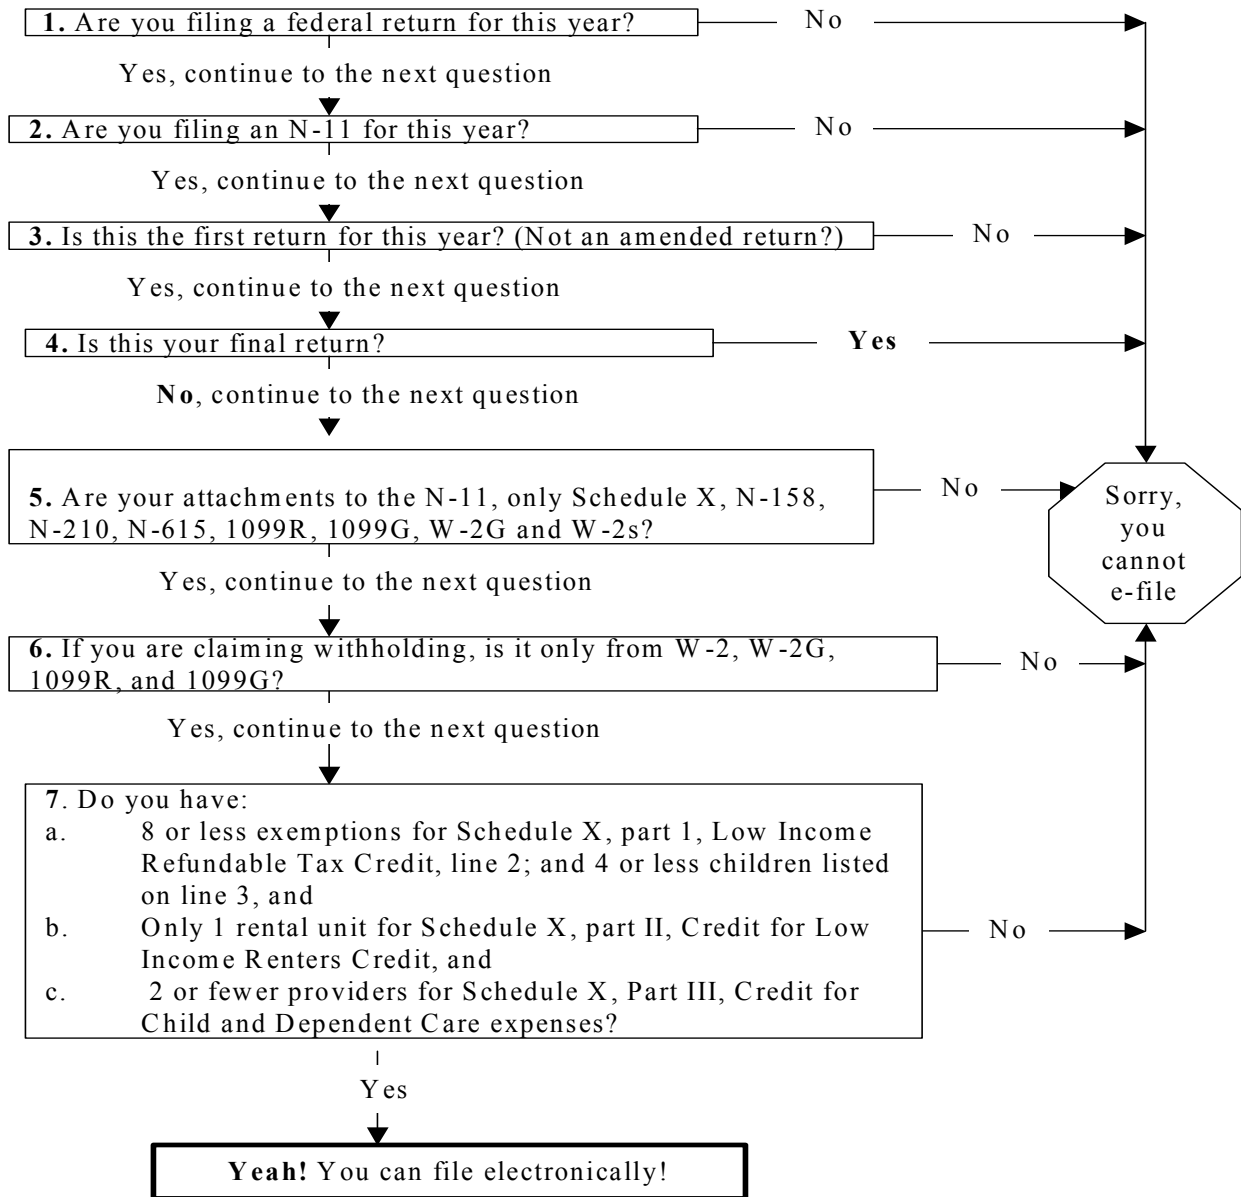 1. Are you filing a federal return for this year?
No
Yes, continue to the next question
2. Are you filing an N-11 for this year?
No
Yes, continue to the next question
3. Is this the first return for this year? (Not an amended return?)
No
Yes, continue to the next question
4. Is this your final return?
Yes
No, continue to the next question
5. Are your attachments to the N-11, only Schedule X, N-158,
N-210, N-615, 1099R, 1099G, W-2G and W-2s?
No
Sorry,
you
cannot
e-file
Yes, continue to the next question
6. If you are claiming withholding, is it only from W-2, W-2G,
1099R, and 1099G?
No
Yes, continue to the next question
7. Do you have:
a. 8 or less exemptions for Schedule X, part 1, Low Income
Refundable Tax Credit, line 2; and 4 or less children listed
on line 3, and
b. Only 1 rental unit for Schedule X, part II, Credit for Low
Income Renters Credit, and
c. 2 or fewer providers for Schedule X, Part III, Credit for
Child and Dependent Care expenses?
No
Yes
Yeah! You can file electronically!